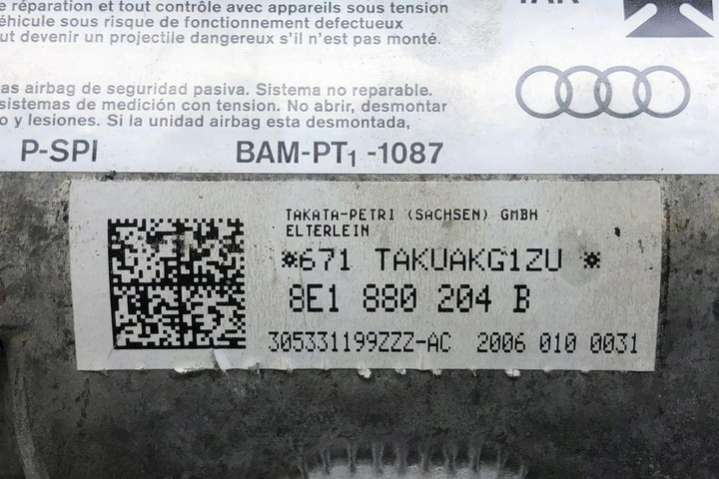 e réparation et tout contrôle avec appareils sous tension
véhicule sous risque de fonctionnement defectueux
ut devenir un projectile dangereux s'il n'est pas monté.
as airbag de seguridad pasiva. Sistema no reparable.
sistemas de medición con tension. No abrir, desmontar
o y lesiones. Si la unidad airbag esta desmontada,
P-SPI BAM-PT1-1087
TAKATA-PETRI (SACHSEN) GMBH
ELTERLEIN
*671 TAKUAKG1ZU *
8E1 880 204 B
305331199ZZZ-AC 2006 010 0031